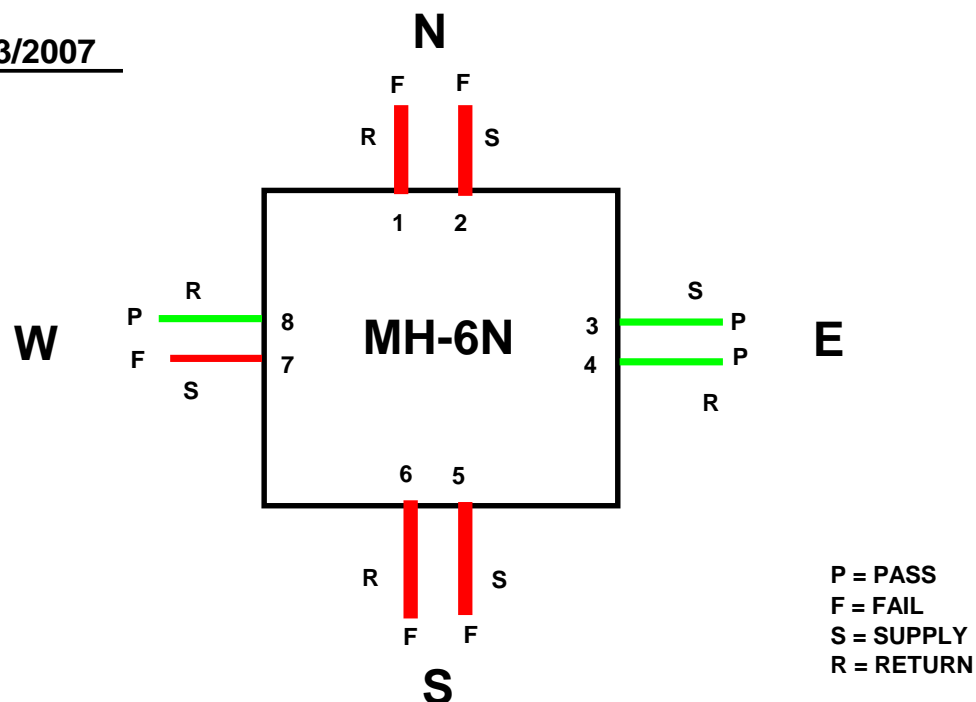 3/2007
N
F F
R S
1 2
R S
P 8 3 P
W MH-6N E
F 7 4 P
S R
6 5
R S
F F
S
P = PASS
F = FAIL
S = SUPPLY
R = RETURN